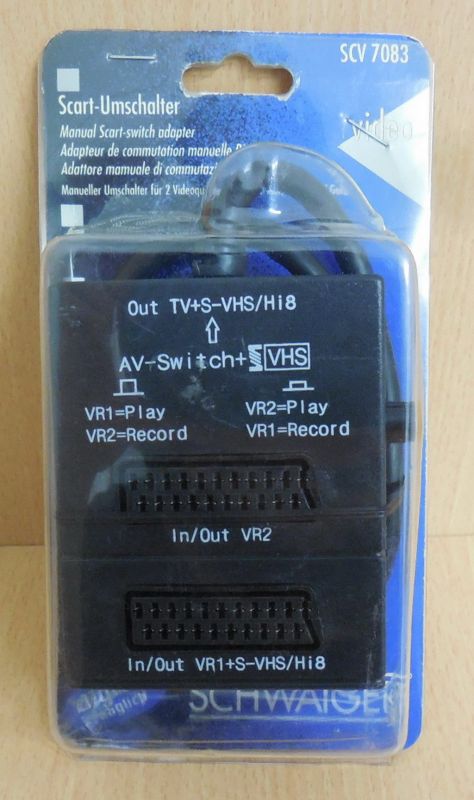 SCV 7083
Scart-Umschalter
Manual Scart-switch adapter
Adapteur de commutation manuelle
Adattore manuale di
Manueller Umschalter für 2
video
Out TV+S-VHS/Hi8
AV-Switch+ S VHS
VR1=Play VR2=Play
VR2=Record VR1=Record
In/Out VR2
In/Out VR1+S-VHS/Hi8
SCHWAIGER